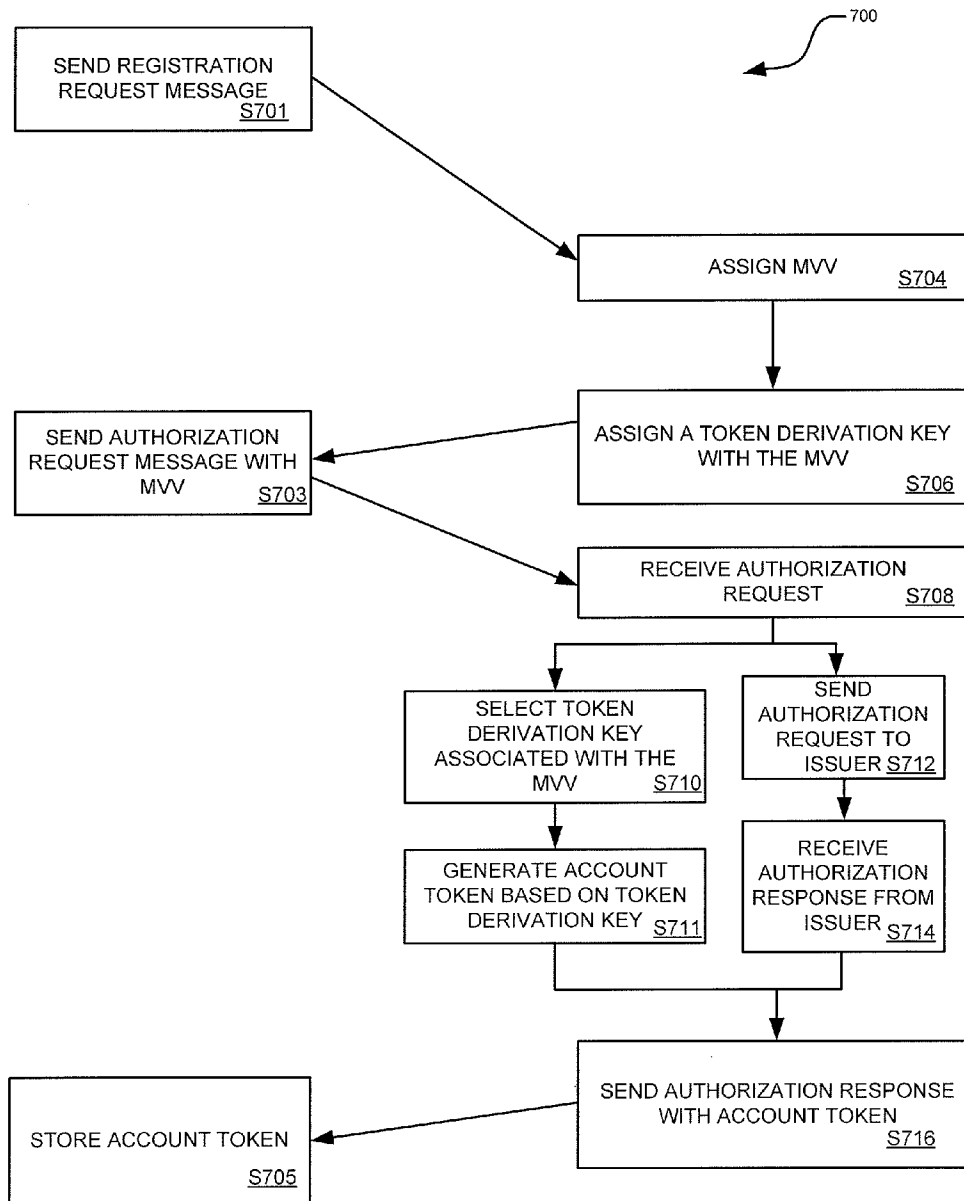 700
SEND REGISTRATION
REQUEST MESSAGE
S701
ASSIGN MVV
S704
ASSIGN A TOKEN DERIVATION KEY
WITH THE MVV
S706
SEND AUTHORIZATION
REQUEST MESSAGE WITH
MVV
S703
RECEIVE AUTHORIZATION
REQUEST
S708
SELECT TOKEN
DERIVATION KEY
ASSOCIATED WITH THE
MVV
S710
SEND
AUTHORIZATION
REQUEST TO
ISSUER S712
GENERATE ACCOUNT
TOKEN BASED ON TOKEN
DERIVATION KEY
S711
RECEIVE
AUTHORIZATION
RESPONSE FROM
ISSUER
S714
SEND AUTHORIZATION RESPONSE
WITH ACCOUNT TOKEN
S716
STORE ACCOUNT TOKEN
S705